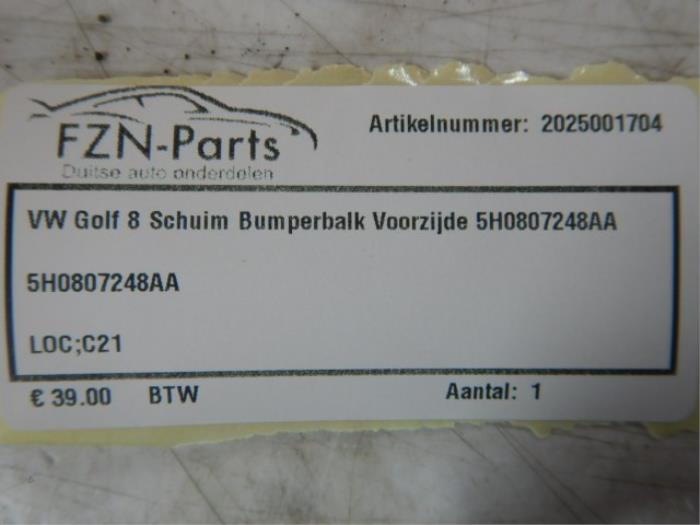 FZN-Parts
Duitse auto onderdelen
Artikelnummer: 2025001704
VW Golf 8 Schuim Bumperbalk Voorzijde 5H0807248AA
5H0807248AA
LOC;C21
€ 39.00 BTW Aantal: 1